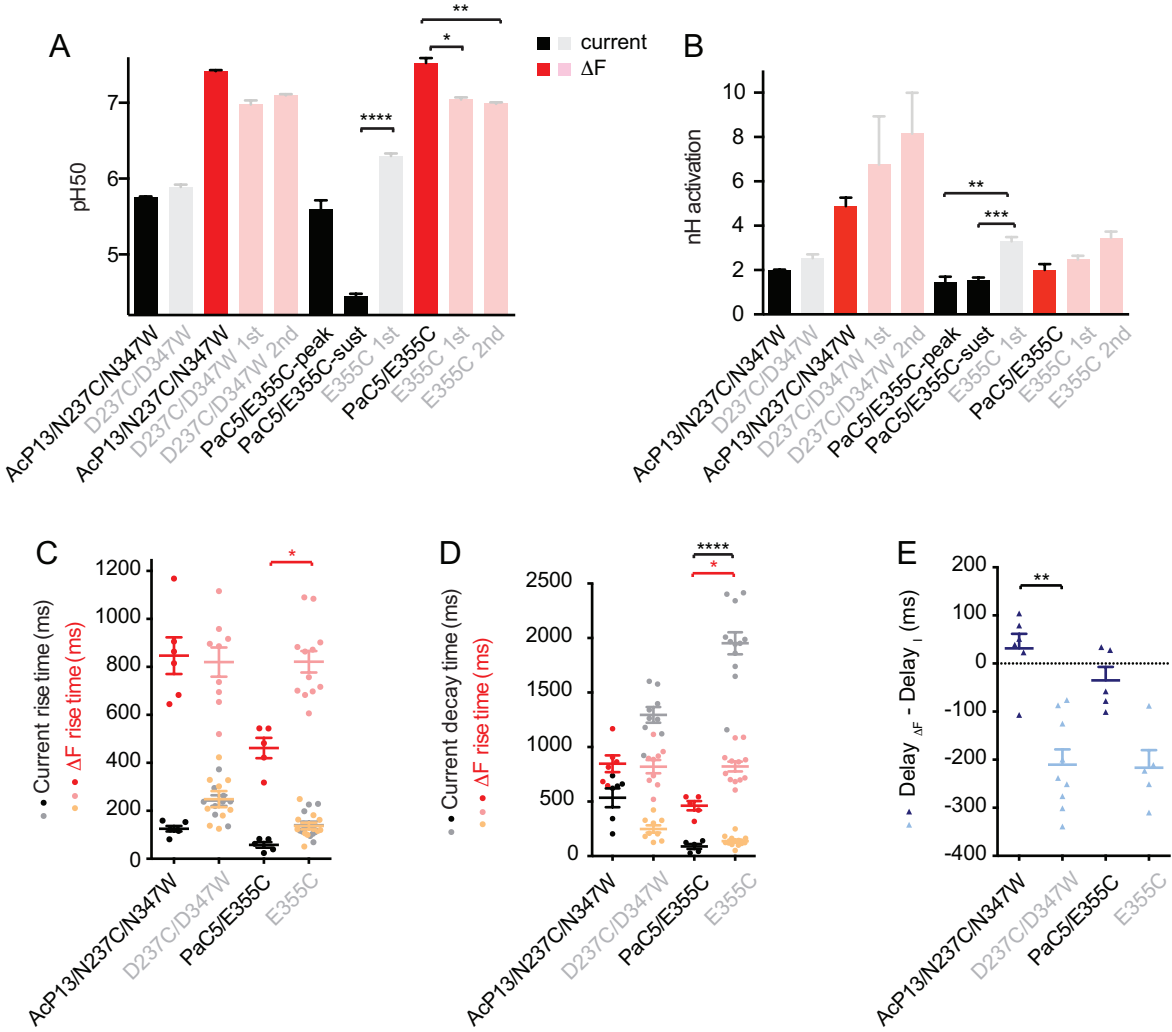 A
pH50
7
6
5
**
*
****
current
ΔF
AcP13/N237C/N347W
D237C/D347W
AcP13/N237C/N347W
D237C/D347W 1st
D237C/D347W 2nd
PaC5/E355C-peak
PaC5/E355C-sust
E355C 1st
PaC5/E355C
E355C 1st
E355C 2nd
B
nH activation
10
8
6
4
2
0
**
***
AcP13/N237C/N347W
D237C/D347W
AcP13/N237C/N347W
D237C/D347W 1st
D237C/D347W 2nd
PaC5/E355C-peak
PaC5/E355C-sust
E355C 1st
PaC5/E355C
E355C 1st
E355C 2nd
C
Current rise time (ms)
ΔF rise time (ms)
1200
1000
800
600
400
200
0
*
AcP13/N237C/N347W
D237C/D347W
PaC5/E355C
E355C
D
Current decay time (ms)
ΔF rise time (ms)
2500
2000
1500
1000
500
0
****
*
AcP13/N237C/N347W
D237C/D347W
PaC5/E355C
E355C
E
Delay ΔF - Delay I (ms)
200
100
0
-100
-200
-300
-400
**
AcP13/N237C/N347W
D237C/D347W
PaC5/E355C
E355C